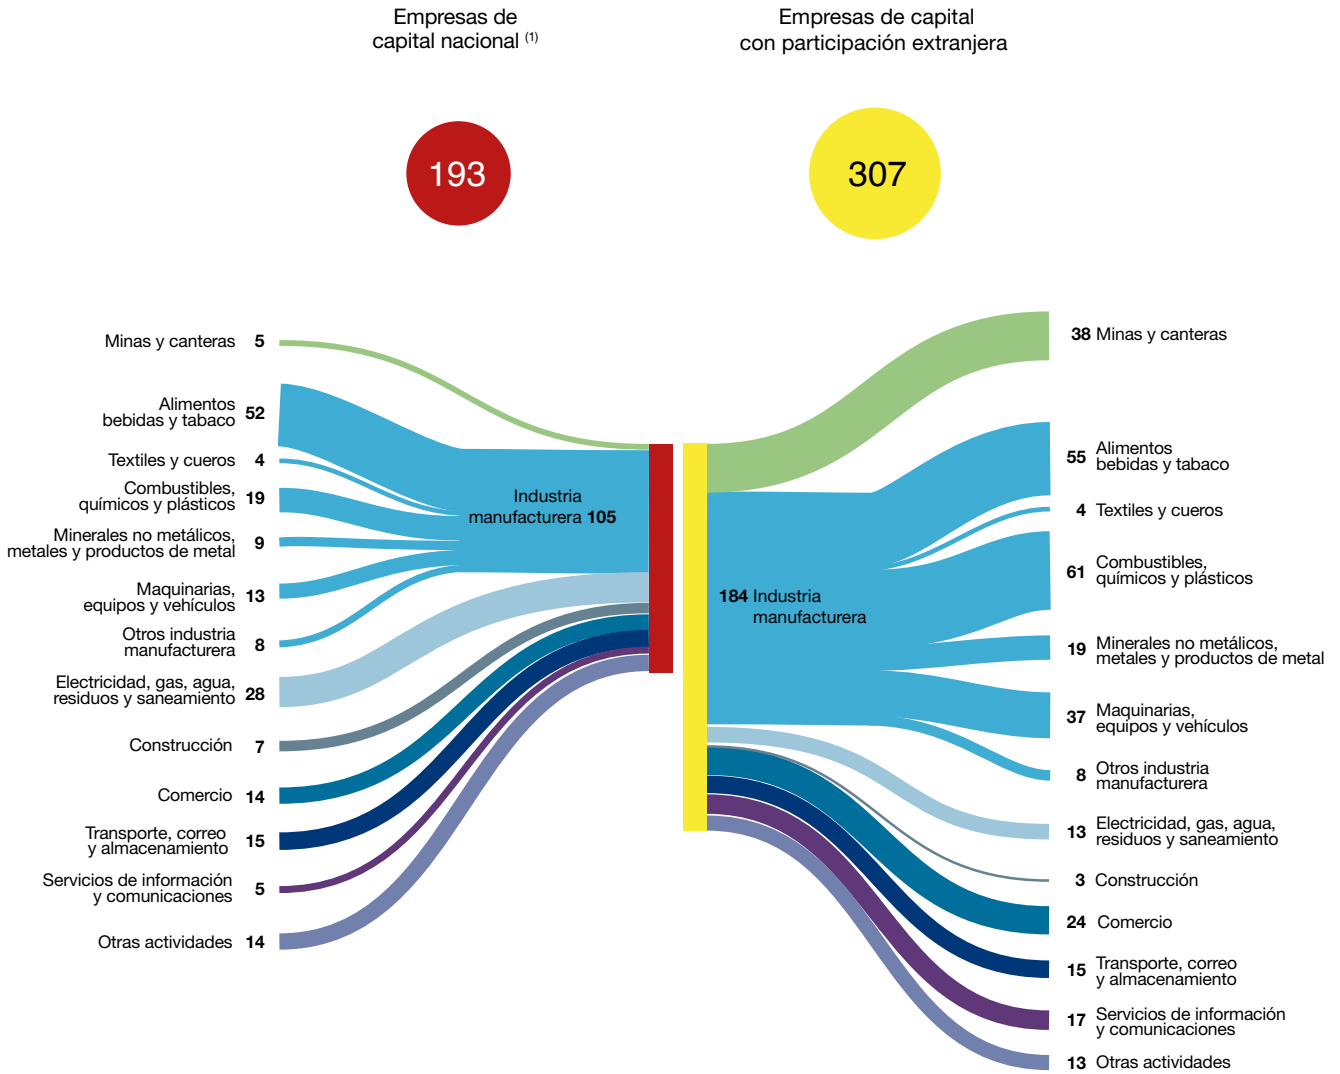 Empresas de
capital nacional (1)
193
Empresas de capital
con participación extranjera
307
Minas y canteras 5
Alimentos
bebidas y tabaco 52
Textiles y cueros 4
Combustibles,
químicos y plásticos 19
Minerales no metálicos,
metales y productos de metal 9
Maquinarias,
equipos y vehículos 13
Otros industria
manufacturera 8
Electricidad, gas, agua,
residuos y saneamiento 28
Construcción 7
Comercio 14
Transporte, correo
y almacenamiento 15
Servicios de información
y comunicaciones 5
Otras actividades 14
Industria
manufacturera 105
184 Industria
manufacturera
38 Minas y canteras
55 Alimentos
bebidas y tabaco
4 Textiles y cueros
61 Combustibles,
químicos y plásticos
19 Minerales no metálicos,
metales y productos de metal
37 Maquinarias,
equipos y vehículos
8 Otros industria
manufacturera
13 Electricidad, gas, agua,
residuos y saneamiento
3 Construcción
24 Comercio
15 Transporte, correo
y almacenamiento
17 Servicios de información
y comunicaciones
13 Otras actividades